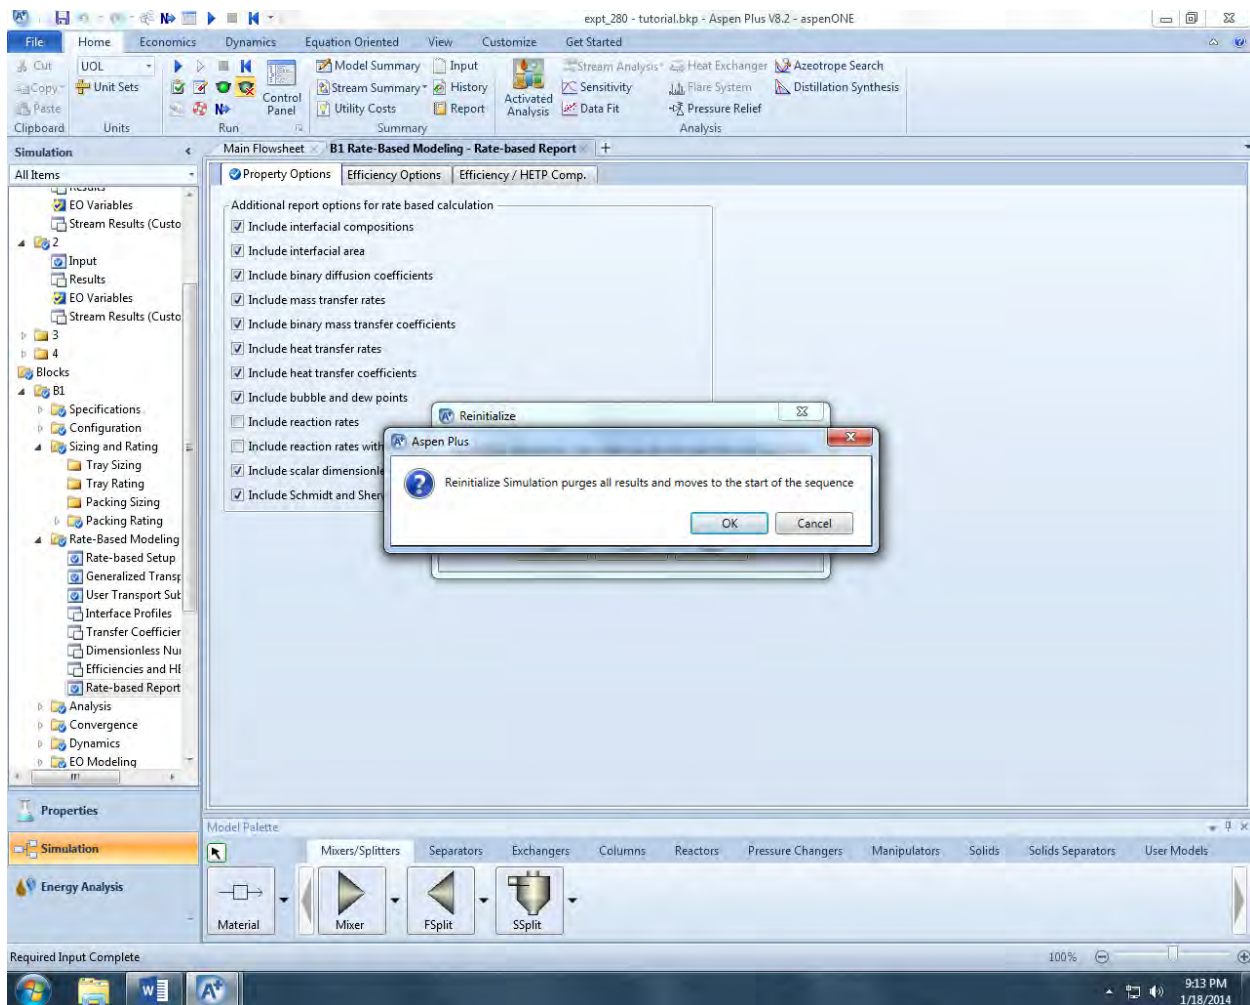 expt_280 - tutorial.bkp - Aspen Plus V8.2 - aspenONE
File Home Economics Dynamics Equation Oriented View Customize Get Started
Cut UOL Model Summary Input Stream Analysis Heat Exchanger Azeotrope Search
Copy Unit Sets Stream Summary History Sensitivity Flare System Distillation Synthesis
Paste Control Panel Utility Costs Report Activated Analysis Data Fit Pressure Relief
Clipboard Units Run Summary Analysis
Simulation
Main Flowsheet B1 Rate-Based Modeling - Rate-based Report +
All Items
Property Options Efficiency Options Efficiency / HETP Comp.
Results
EO Variables
Stream Results (Custo
2
Input
Results
EO Variables
Stream Results (Custo
3
4
Blocks
B1
Specifications
Configuration
Sizing and Rating
Tray Sizing
Tray Rating
Packing Sizing
Packing Rating
Rate-Based Modeling
Rate-based Setup
Generalized Transp
User Transport Sub
Interface Profiles
Transfer Coefficier
Dimensionless Nu
Efficiencies and HE
Rate-based Report
Analysis
Convergence
Dynamics
EO Modeling
Additional report options for rate based calculation
Include interfacial compositions
Include interfacial area
Include binary diffusion coefficients
Include mass transfer rates
Include binary mass transfer coefficients
Include heat transfer rates
Include heat transfer coefficients
Include bubble and dew points
Include reaction rates
Include reaction rates with
Include scalar dimensionle
Include Schmidt and Sher
Reinitialize
Aspen Plus
Reinitialize Simulation purges all results and moves to the start of the sequence
OK Cancel
Properties
Simulation
Energy Analysis
Model Palette
Mixers/Splitters Separators Exchangers Columns Reactors Pressure Changers Manipulators Solids Solids Separators User Models
Material Mixer FSplit SSplit
Required Input Complete
100%
9:13 PM
1/18/2014